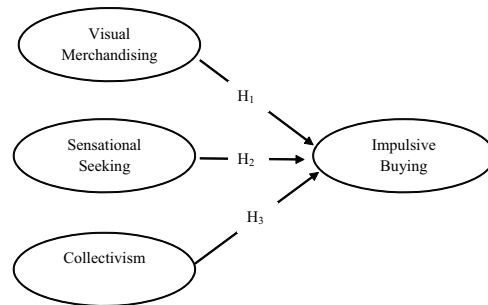 Visual
Merchandising
H1
Sensational
Seeking
H2
Impulsive
Buying
H3
Collectivism